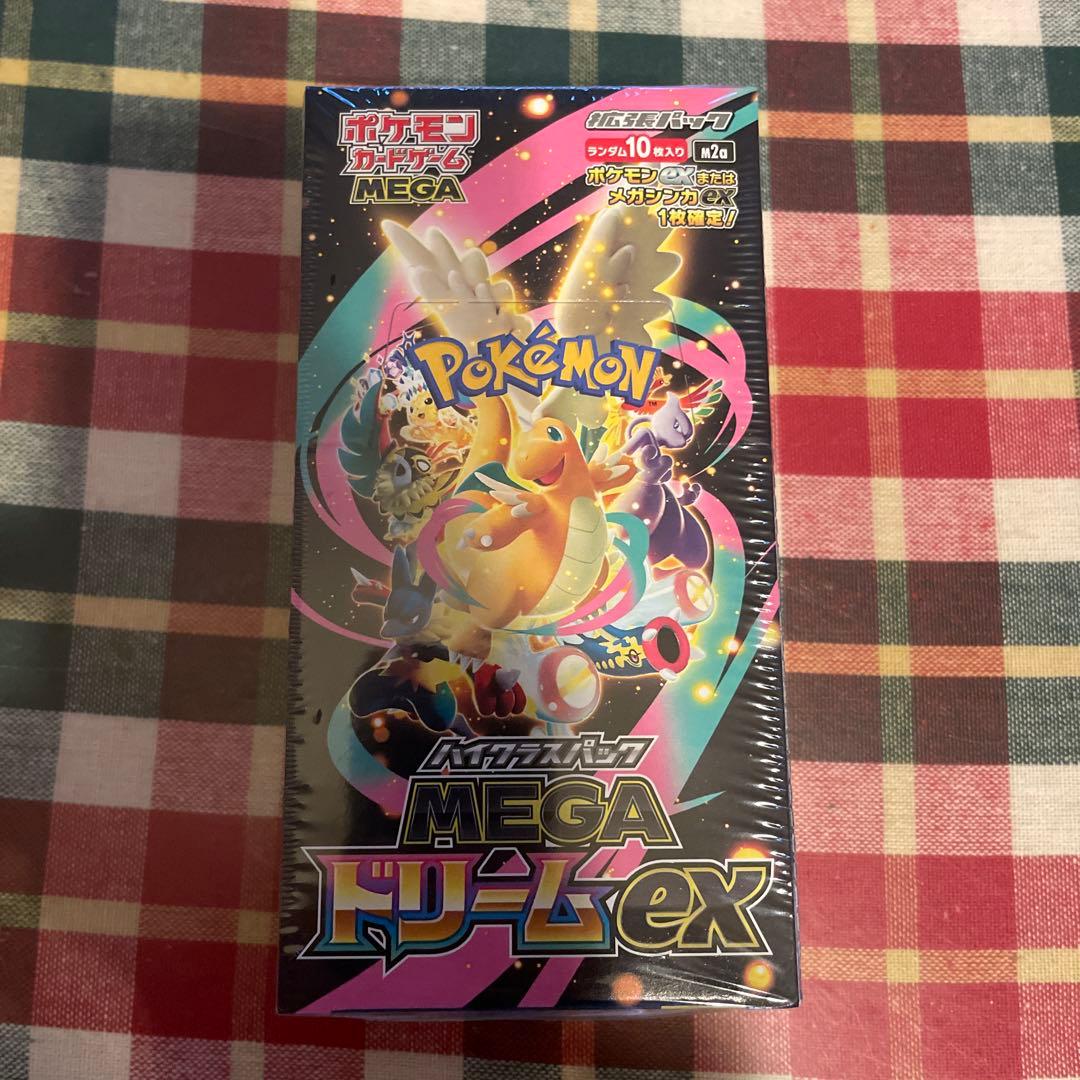 ポケモン
カードゲーム
MEGA
拡張パック
ランダム10枚入り M2a
ポケモンexまたは
メガシンカex
1枚確定!
POKéMON
TM
ハイクラスパック
MEGA
ドリームex